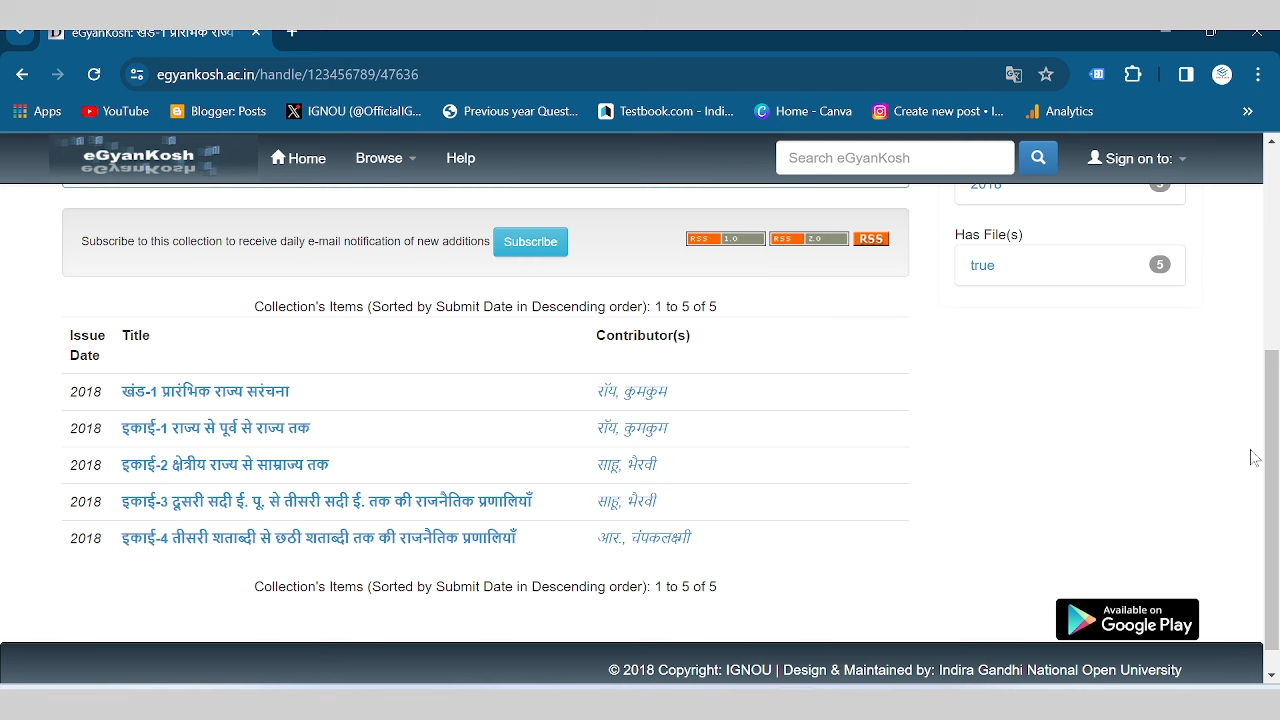 eGyanKosh: खंड-1 प्रारंभिक राज्य
egyankosh.ac.in/handle/123456789/47636
Apps YouTube Blogger: Posts IGNOU (@OfficialIG... Previous year Quest... Testbook.com - Indi... Home - Canva Create new post • I... Analytics
eGyanKosh Home Browse Help Search eGyanKosh Sign on to:
2018 5
Subscribe to this collection to receive daily e-mail notification of new additions Subscribe RSS 1.0 RSS 2.0 RSS
Has File(s)
true 5
Collection's Items (Sorted by Submit Date in Descending order): 1 to 5 of 5
Issue Date Title Contributor(s)
2018 खंड-1 प्रारंभिक राज्य सरंचना रॉय, कुमकुम
2018 इकाई-1 राज्य से पूर्व से राज्य तक रॉय, कुमकुम
2018 इकाई-2 क्षेत्रीय राज्य से साम्राज्य तक साहू, भैरवी
2018 इकाई-3 दूसरी सदी ई. पू. से तीसरी सदी ई. तक की राजनैतिक प्रणालियाँ साहू, भैरवी
2018 इकाई-4 तीसरी शताब्दी से छठी शताब्दी तक की राजनैतिक प्रणालियाँ आर., चंपकलक्ष्मी
Collection's Items (Sorted by Submit Date in Descending order): 1 to 5 of 5
Available on
Google Play
© 2018 Copyright: IGNOU | Design & Maintained by: Indira Gandhi National Open University